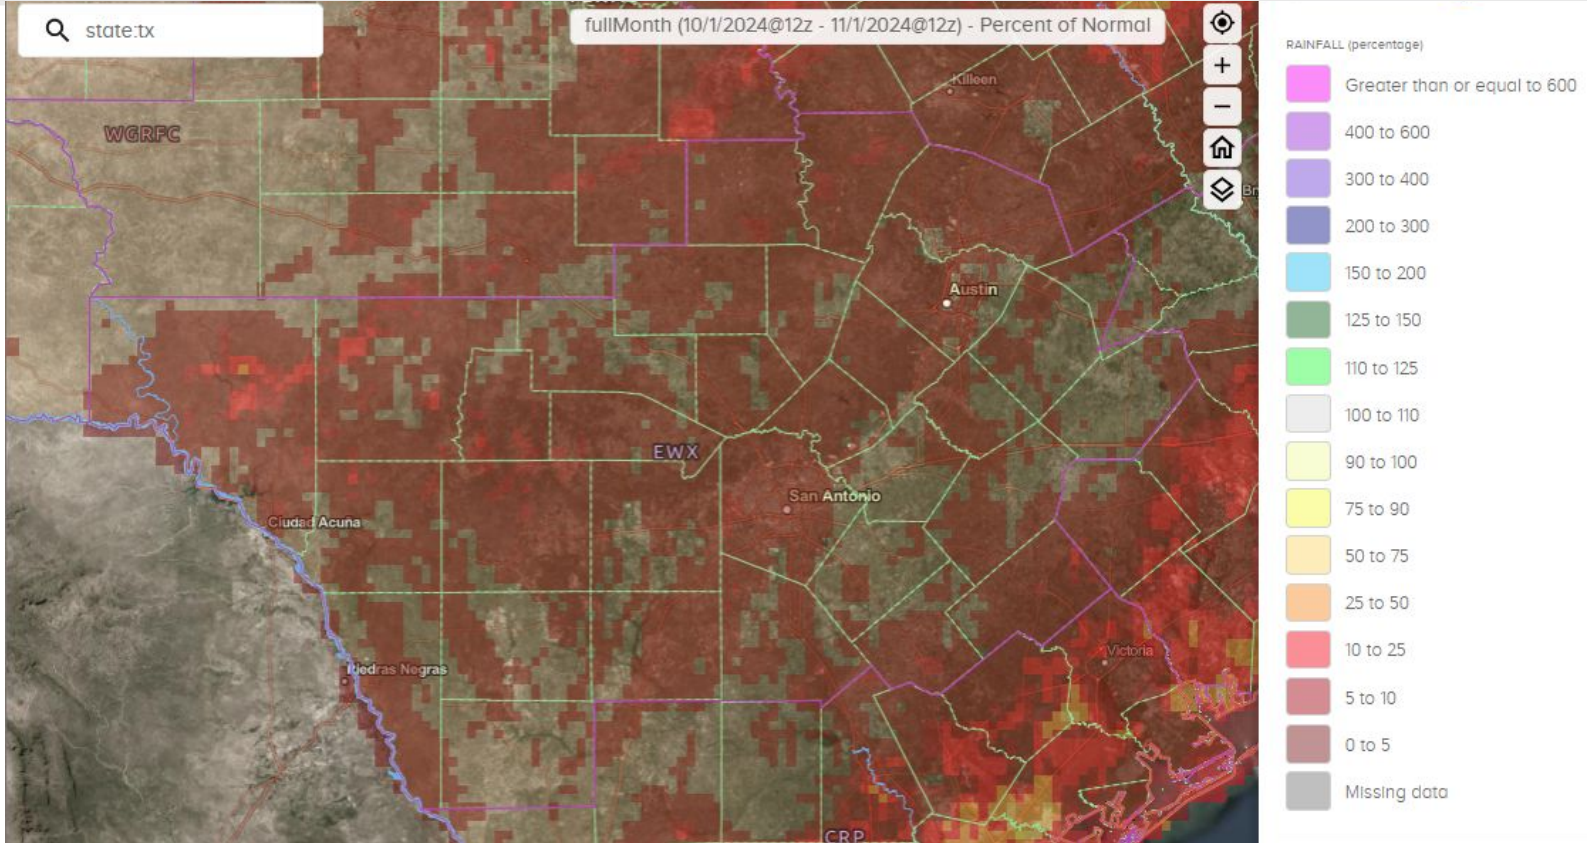 state:tx
fullMonth (10/1/2024@12z - 11/1/2024@12z) - Percent of Normal
Killeen
WGRFC
Austin
EWX
San Antonio
Ciudad Acuña
Piedras Negras
Victoria
CRP
RAINFALL (percentage)
Greater than or equal to 600
400 to 600
300 to 400
200 to 300
150 to 200
125 to 150
110 to 125
100 to 110
90 to 100
75 to 90
50 to 75
25 to 50
10 to 25
5 to 10
0 to 5
Missing data